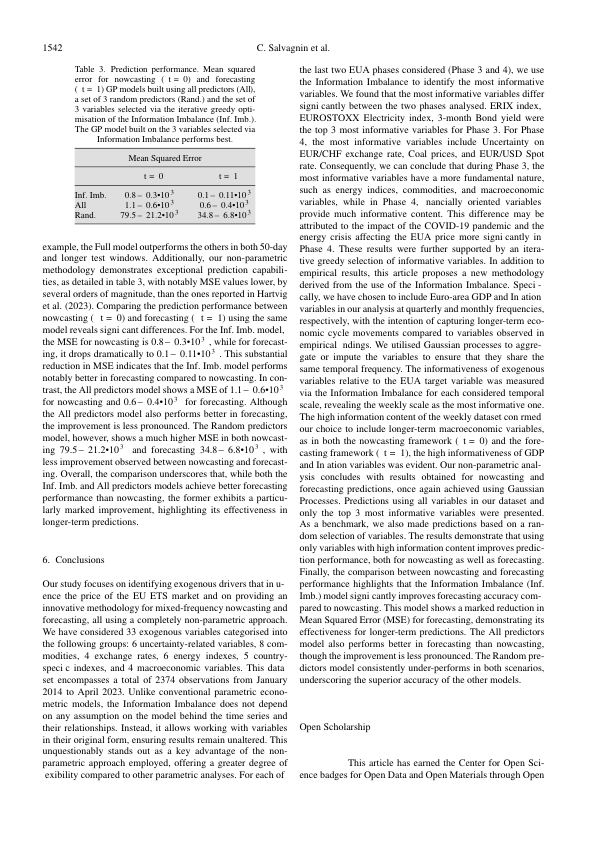 1542
C. Salvagnin et al.
Table 3. Prediction performance. Mean squared
error for nowcasting ( t = 0) and forecasting
( t = 1) GP models built using all predictors (All),
a set of 3 random predictors (Rand.) and the set of
3 variables selected via the iterative greedy opti-
misation of the Information Imbalance (Inf. Imb.).
The GP model built on the 3 variables selected via
Information Imbalance performs best.
Mean Squared Error
t = 0 t = 1
Inf. Imb. 0.8 – 0.3•10 3 0.1 – 0.11•10 3
All 1.1 – 0.6•10 3 0.6 – 0.4•10 3
Rand. 79.5 – 21.2•10 3 34.8 – 6.8•10 3
example, the Full model outperforms the others in both 50-day
and longer test windows. Additionally, our non-parametric
methodology demonstrates exceptional prediction capabili-
ties, as detailed in table 3, with notably MSE values lower, by
several orders of magnitude, than the ones reported in Hartvig
et al. (2023). Comparing the prediction performance between
nowcasting ( t = 0) and forecasting ( t = 1) using the same
model reveals signi cant differences. For the Inf. Imb. model,
the MSE for nowcasting is 0.8 – 0.3•10 3 , while for forecast-
ing, it drops dramatically to 0.1 – 0.11•10 3 . This substantial
reduction in MSE indicates that the Inf. Imb. model performs
notably better in forecasting compared to nowcasting. In con-
trast, the All predictors model shows a MSE of 1.1 – 0.6•10 3
for nowcasting and 0.6 – 0.4•10 3 for forecasting. Although
the All predictors model also performs better in forecasting,
the improvement is less pronounced. The Random predictors
model, however, shows a much higher MSE in both nowcast-
ing 79.5 – 21.2•10 3 and forecasting 34.8 – 6.8•10 3 , with
less improvement observed between nowcasting and forecast-
ing. Overall, the comparison underscores that, while both the
Inf. Imb. and All predictors models achieve better forecasting
performance than nowcasting, the former exhibits a particu-
larly marked improvement, highlighting its effectiveness in
longer-term predictions.
6. Conclusions
Our study focuses on identifying exogenous drivers that in u-
ence the price of the EU ETS market and on providing an
innovative methodology for mixed-frequency nowcasting and
forecasting, all using a completely non-parametric approach.
We have considered 33 exogenous variables categorised into
the following groups: 6 uncertainty-related variables, 8 com-
modities, 4 exchange rates, 6 energy indexes, 5 country-
speci c indexes, and 4 macroeconomic variables. This data
set encompasses a total of 2374 observations from January
2014 to April 2023. Unlike conventional parametric econo-
metric models, the Information Imbalance does not depend
on any assumption on the model behind the time series and
their relationships. Instead, it allows working with variables
in their original form, ensuring results remain unaltered. This
unquestionably stands out as a key advantage of the non-
parametric approach employed, offering a greater degree of
exibility compared to other parametric analyses. For each of
the last two EUA phases considered (Phase 3 and 4), we use
the Information Imbalance to identify the most informative
variables. We found that the most informative variables differ
signi cantly between the two phases analysed. ERIX index,
EUROSTOXX Electricity index, 3-month Bond yield were
the top 3 most informative variables for Phase 3. For Phase
4, the most informative variables include Uncertainty on
EUR/CHF exchange rate, Coal prices, and EUR/USD Spot
rate. Consequently, we can conclude that during Phase 3, the
most informative variables have a more fundamental nature,
such as energy indices, commodities, and macroeconomic
variables, while in Phase 4, nancially oriented variables
provide much informative content. This difference may be
attributed to the impact of the COVID-19 pandemic and the
energy crisis affecting the EUA price more signi cantly in
Phase 4. These results were further supported by an itera-
tive greedy selection of informative variables. In addition to
empirical results, this article proposes a new methodology
derived from the use of the Information Imbalance. Speci -
cally, we have chosen to include Euro-area GDP and In ation
variables in our analysis at quarterly and monthly frequencies,
respectively, with the intention of capturing longer-term eco-
nomic cycle movements compared to variables observed in
empirical ndings. We utilised Gaussian processes to aggre-
gate or impute the variables to ensure that they share the
same temporal frequency. The informativeness of exogenous
variables relative to the EUA target variable was measured
via the Information Imbalance for each considered temporal
scale, revealing the weekly scale as the most informative one.
The high information content of the weekly dataset con rmed
our choice to include longer-term macroeconomic variables,
as in both the nowcasting framework ( t = 0) and the fore-
casting framework ( t = 1), the high informativeness of GDP
and In ation variables was evident. Our non-parametric anal-
ysis concludes with results obtained for nowcasting and
forecasting predictions, once again achieved using Gaussian
Processes. Predictions using all variables in our dataset and
only the top 3 most informative variables were presented.
As a benchmark, we also made predictions based on a ran-
dom selection of variables. The results demonstrate that using
only variables with high information content improves predic-
tion performance, both for nowcasting as well as forecasting.
Finally, the comparison between nowcasting and forecasting
performance highlights that the Information Imbalance (Inf.
Imb.) model signi cantly improves forecasting accuracy com-
pared to nowcasting. This model shows a marked reduction in
Mean Squared Error (MSE) for forecasting, demonstrating its
effectiveness for longer-term predictions. The All predictors
model also performs better in forecasting than nowcasting,
though the improvement is less pronounced. The Random pre-
dictors model consistently under-performs in both scenarios,
underscoring the superior accuracy of the other models.
Open Scholarship
This article has earned the Center for Open Sci-
ence badges for Open Data and Open Materials through Open